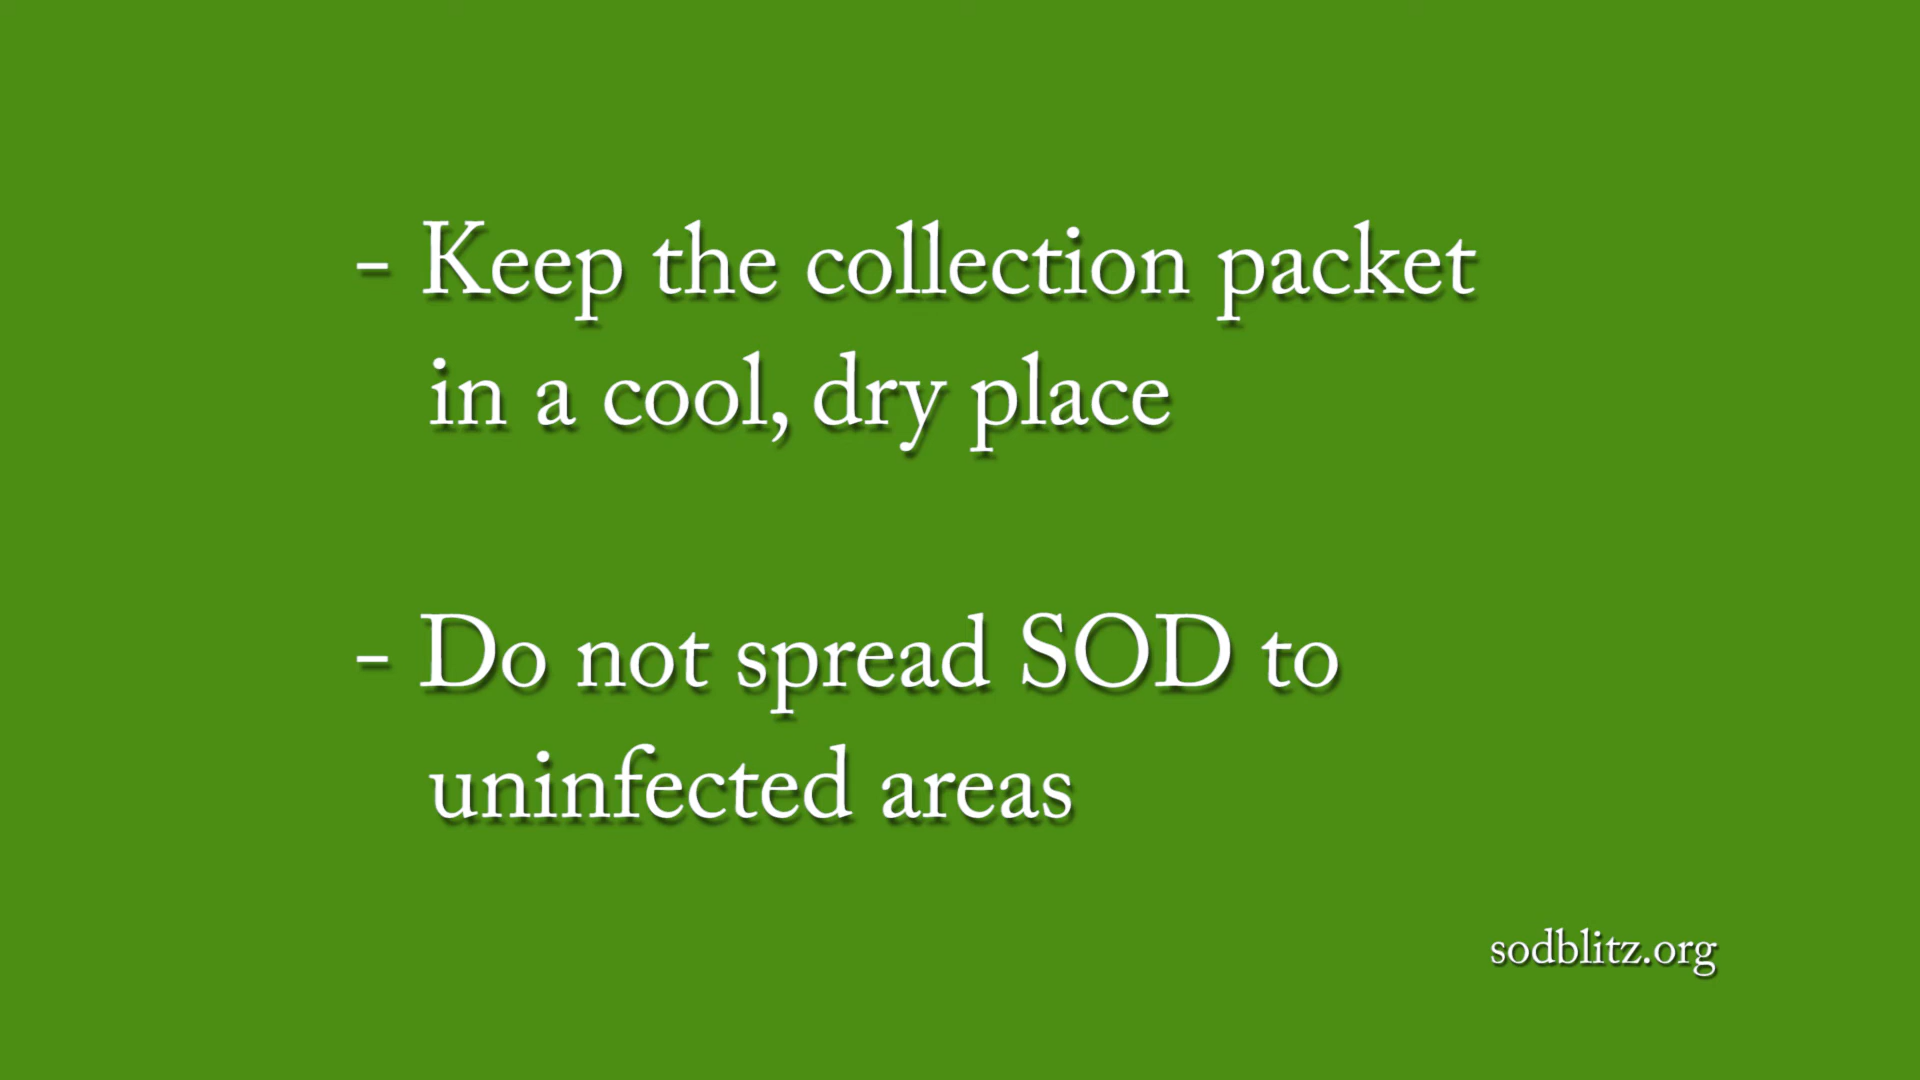 - Keep the collection packet
in a cool, dry place
- Do not spread SOD to
uninfected areas
sodblitz.org